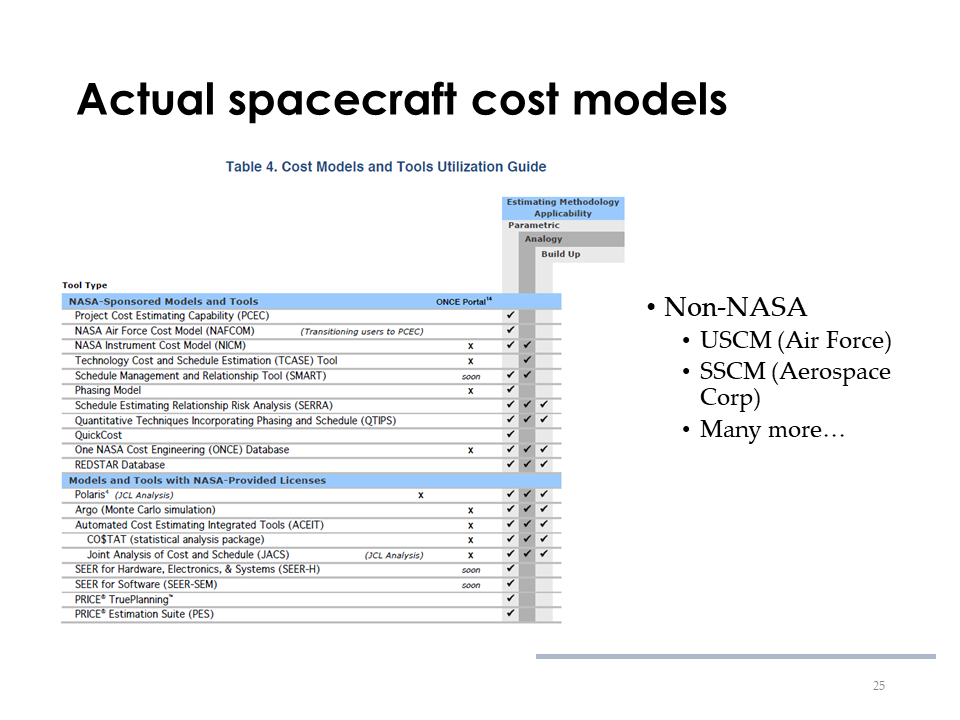 Actual spacecraft cost models
Table 4. Cost Models and Tools Utilization Guide
Estimating Methodology
Applicability
Parametric
Analogy
Build Up
Tool Type
NASA-Sponsored Models and Tools ONCE Portal¹⁴
Project Cost Estimating Capability (PCEC) ✔
NASA Air Force Cost Model (NAFCOM) (Transitioning users to PCEC) ✔
NASA Instrument Cost Model (NICM) x ✔ ✔
Technology Cost and Schedule Estimation (TCASE) Tool x ✔
Schedule Management and Relationship Tool (SMART) soon ✔ ✔
Phasing Model x ✔
Schedule Estimating Relationship Risk Analysis (SERRA) ✔ ✔ ✔
Quantitative Techniques Incorporating Phasing and Schedule (QTIPS) ✔ ✔ ✔
QuickCost ✔
One NASA Cost Engineering (ONCE) Database x ✔ ✔ ✔
REDSTAR Database ✔ ✔ ✔
Models and Tools with NASA-Provided Licenses
Polaris⁴ (JCL Analysis) x ✔ ✔ ✔
Argo (Monte Carlo simulation) x ✔ ✔ ✔
Automated Cost Estimating Integrated Tools (ACEIT) x ✔ ✔ ✔
CO$TAT (statistical analysis package) x ✔ ✔ ✔
Joint Analysis of Cost and Schedule (JACS) (JCL Analysis) x ✔ ✔ ✔
SEER for Hardware, Electronics, & Systems (SEER-H) soon ✔
SEER for Software (SEER-SEM) soon ✔
PRICE® TruePlanning™ ✔
PRICE® Estimation Suite (PES) ✔
• Non-NASA
• USCM (Air Force)
• SSCM (Aerospace
Corp)
• Many more…
25